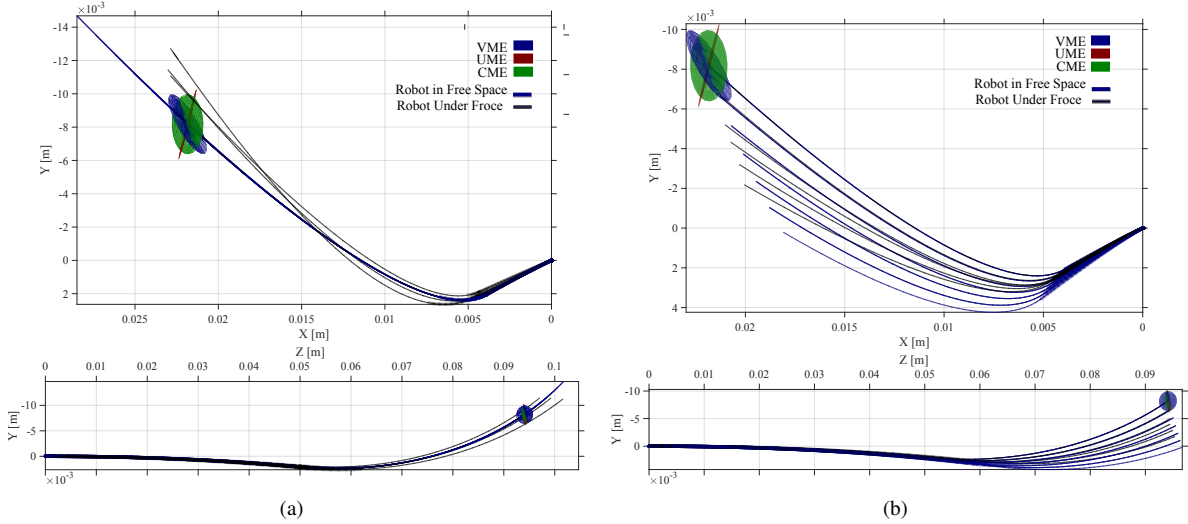 ×10⁻³
-14
-12
-10
-8
-6
-4
-2
0
2
Y [m]
VME
UME
CME
Robot in Free Space
Robot Under Froce
0.025
0.02
0.015
0.01
0.005
0
X [m]
Z [m]
0
0.01
0.02
0.03
0.04
0.05
0.06
0.07
0.08
0.09
0.1
-10
-5
0
Y [m]
×10⁻³
(a)
×10⁻³
-10
-8
-6
-4
-2
0
2
4
Y [m]
VME
UME
CME
Robot in Free Space
Robot Under Froce
0.02
0.015
0.01
0.005
0
X [m]
Z [m]
0
0.01
0.02
0.03
0.04
0.05
0.06
0.07
0.08
0.09
-10
-5
0
Y [m]
×10⁻³
(b)